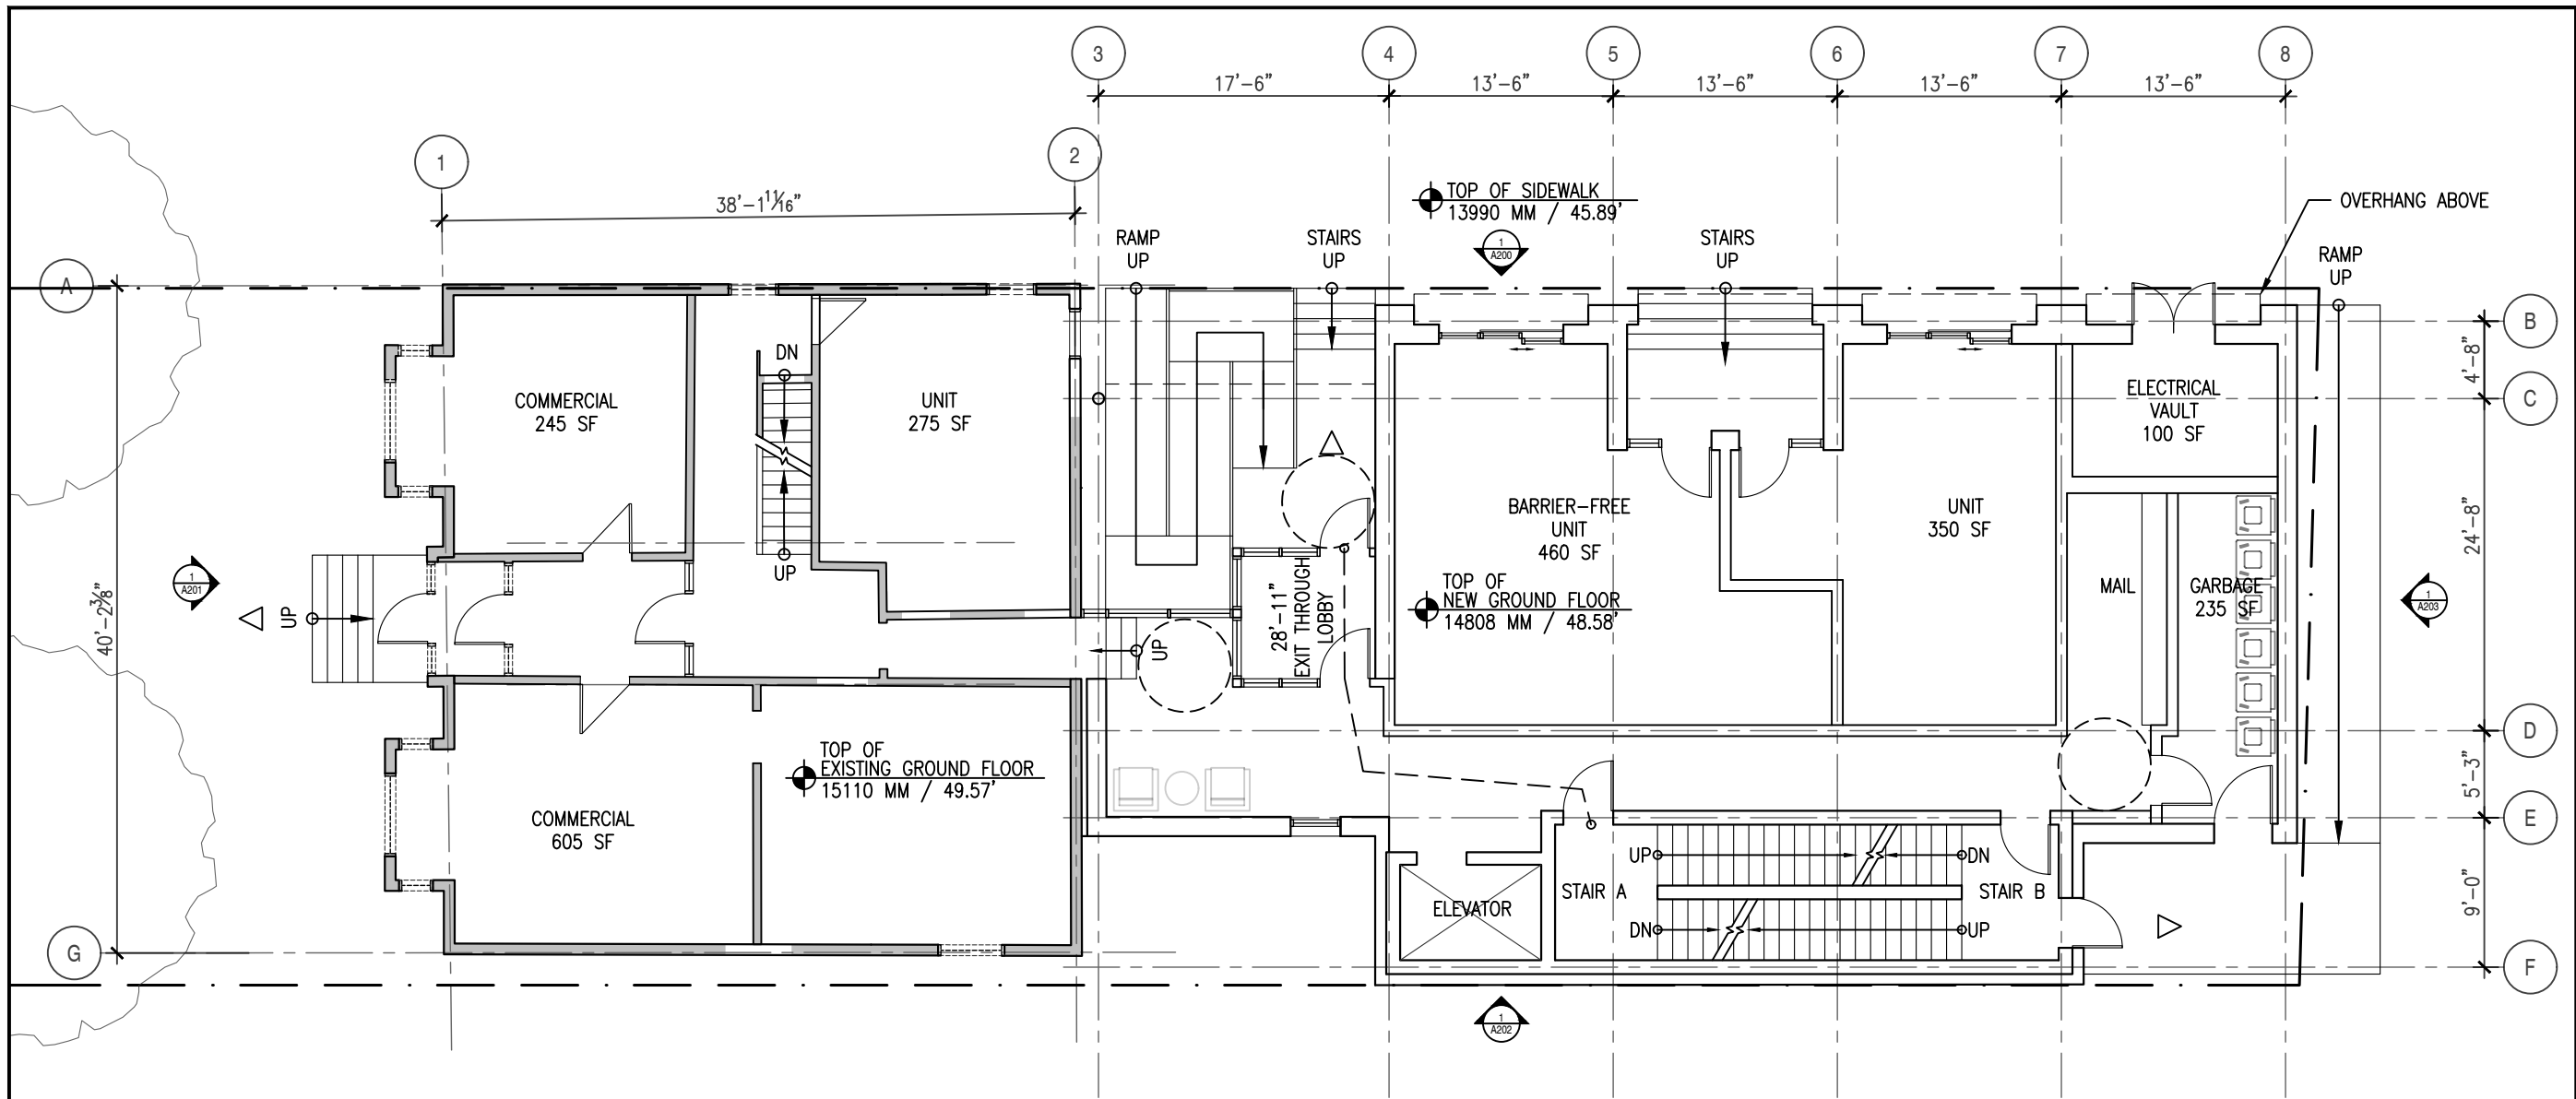 3
4
5
6
7
8
17'-6"
13'-6"
13'-6"
13'-6"
13'-6"
1
2
38'-1 11/16"
TOP OF SIDEWALK
13990 MM / 45.89'
OVERHANG ABOVE
1
A200
RAMP
UP
STAIRS
UP
STAIRS
UP
RAMP
UP
A
B
4'-8"
C
DN
COMMERCIAL
245 SF
UNIT
275 SF
ELECTRICAL
VAULT
100 SF
BARRIER-FREE
UNIT
460 SF
UNIT
350 SF
24'-8"
UP
1
A201
UP
40'-2 3/8"
28'-11"
EXIT THROUGH
LOBBY
TOP OF
NEW GROUND FLOOR
14808 MM / 48.58'
MAIL
GARBAGE
235 SF
1
A203
UP
D
TOP OF
EXISTING GROUND FLOOR
15110 MM / 49.57'
5'-3"
COMMERCIAL
605 SF
E
UP
DN
STAIR A
STAIR B
ELEVATOR
9'-0"
DN
UP
G
F
1
A202